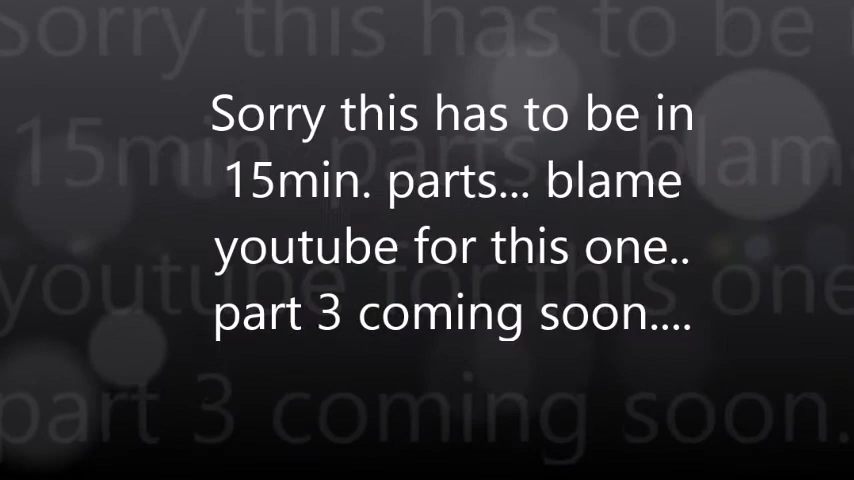 Sorry this has to be in
15min. parts... blame
youtube for this one..
part 3 coming soon....